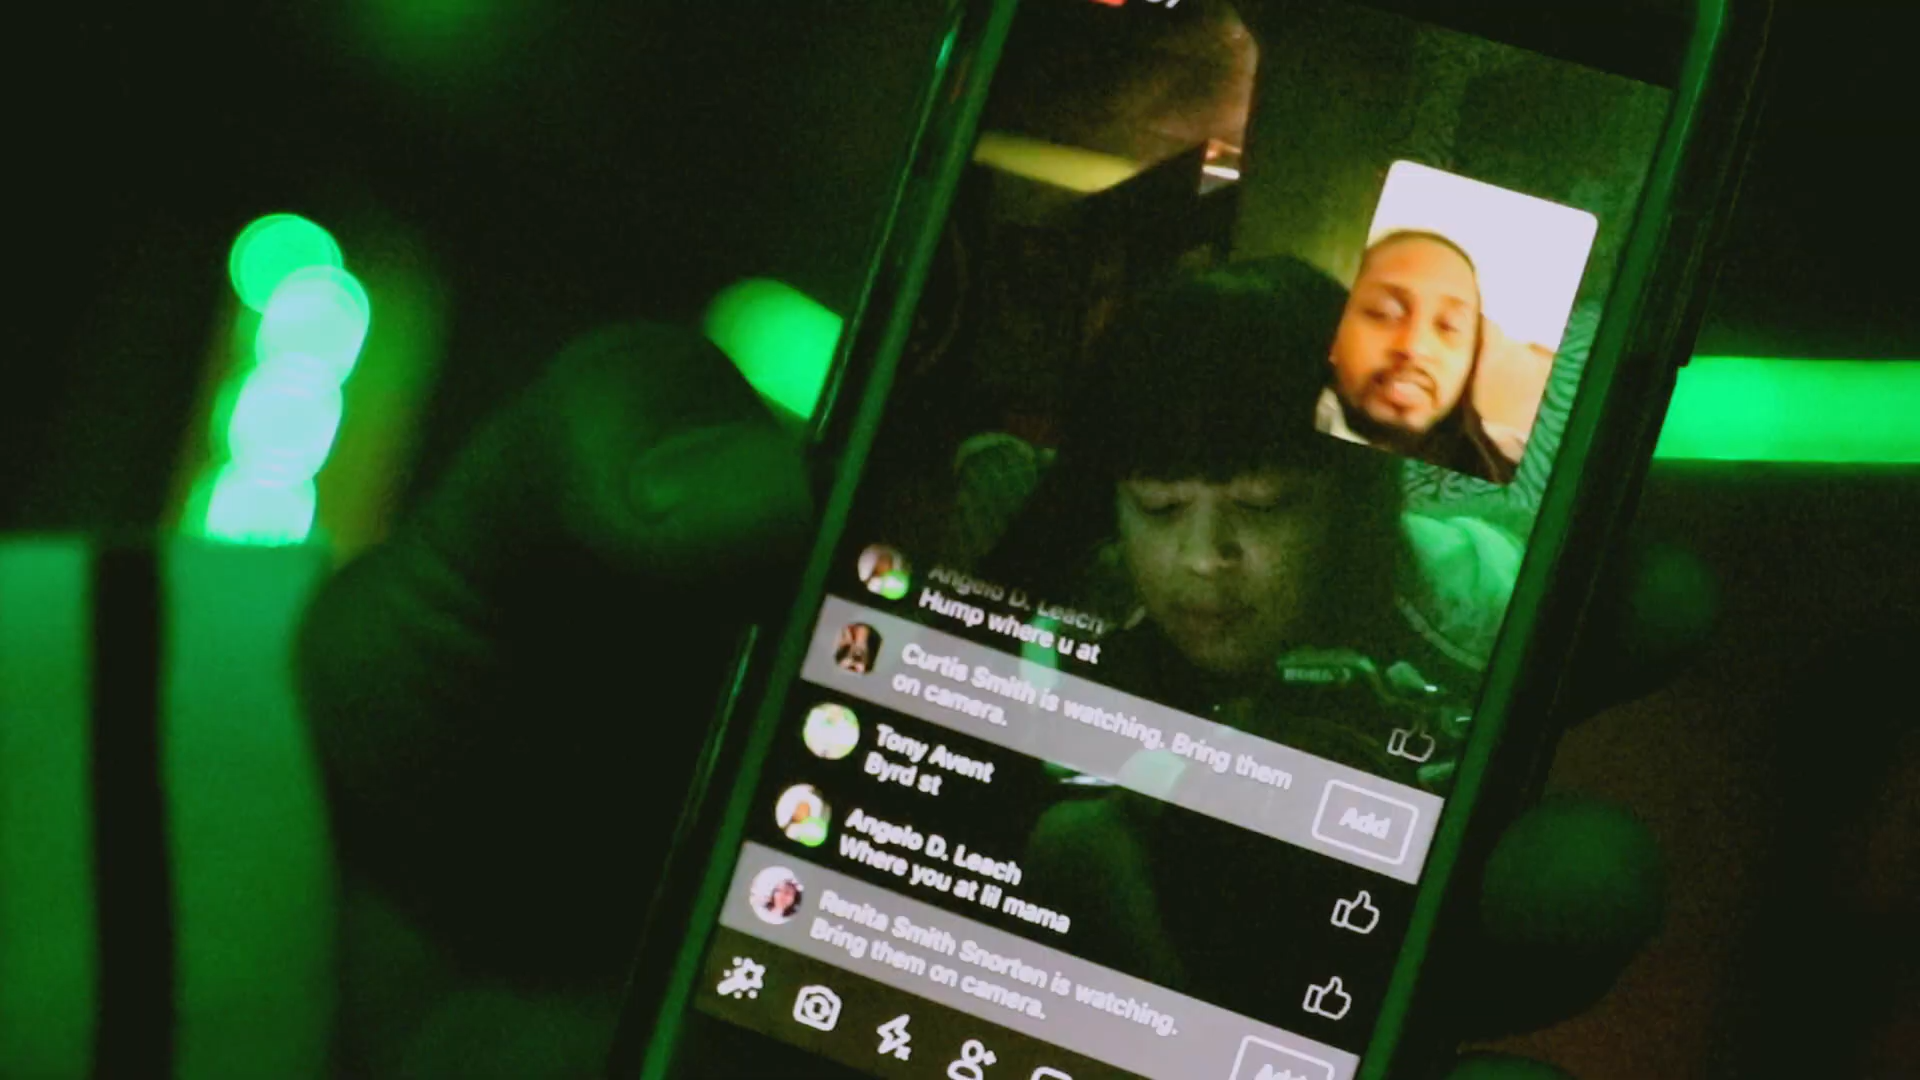 Angelo D. Leach
Hump where u at
Curtis Smith is watching. Bring them
on camera.
Add
Tony Avent
Byrd st
Angelo D. Leach
Where you at lil mama
Renita Smith Snorten is watching.
Bring them on camera.
Add